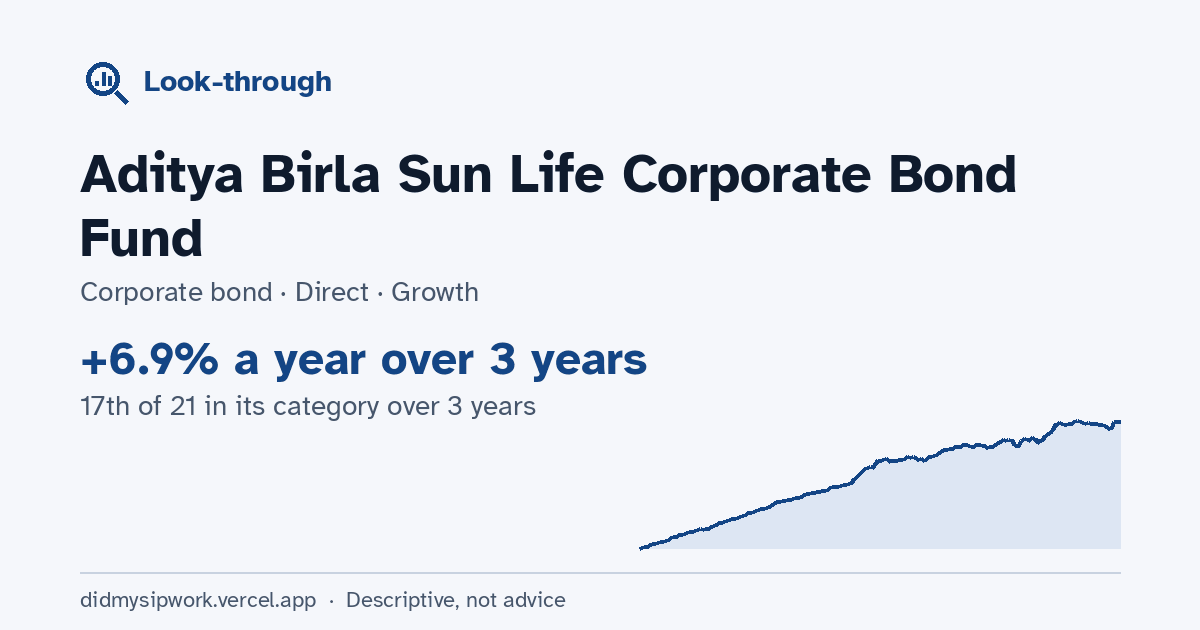 Look-through
Aditya Birla Sun Life Corporate Bond
Fund
Corporate bond · Direct · Growth
+6.9% a year over 3 years
17th of 21 in its category over 3 years
didmysipwork.vercel.app · Descriptive, not advice